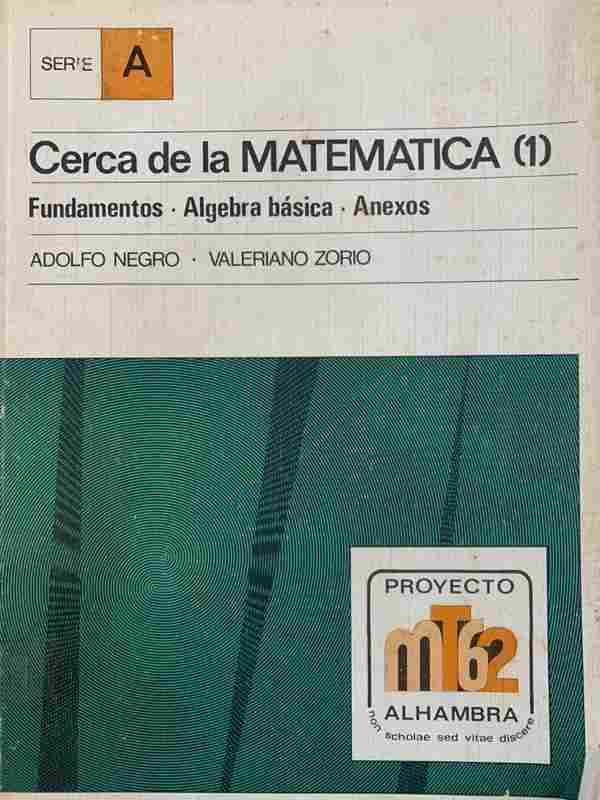 SERIE A
Cerca de la MATEMATICA (1)
Fundamentos · Algebra básica · Anexos
ADOLFO NEGRO · VALERIANO ZORIO
PROYECTO
mT62
ALHAMBRA
non scholae sed vitae discere